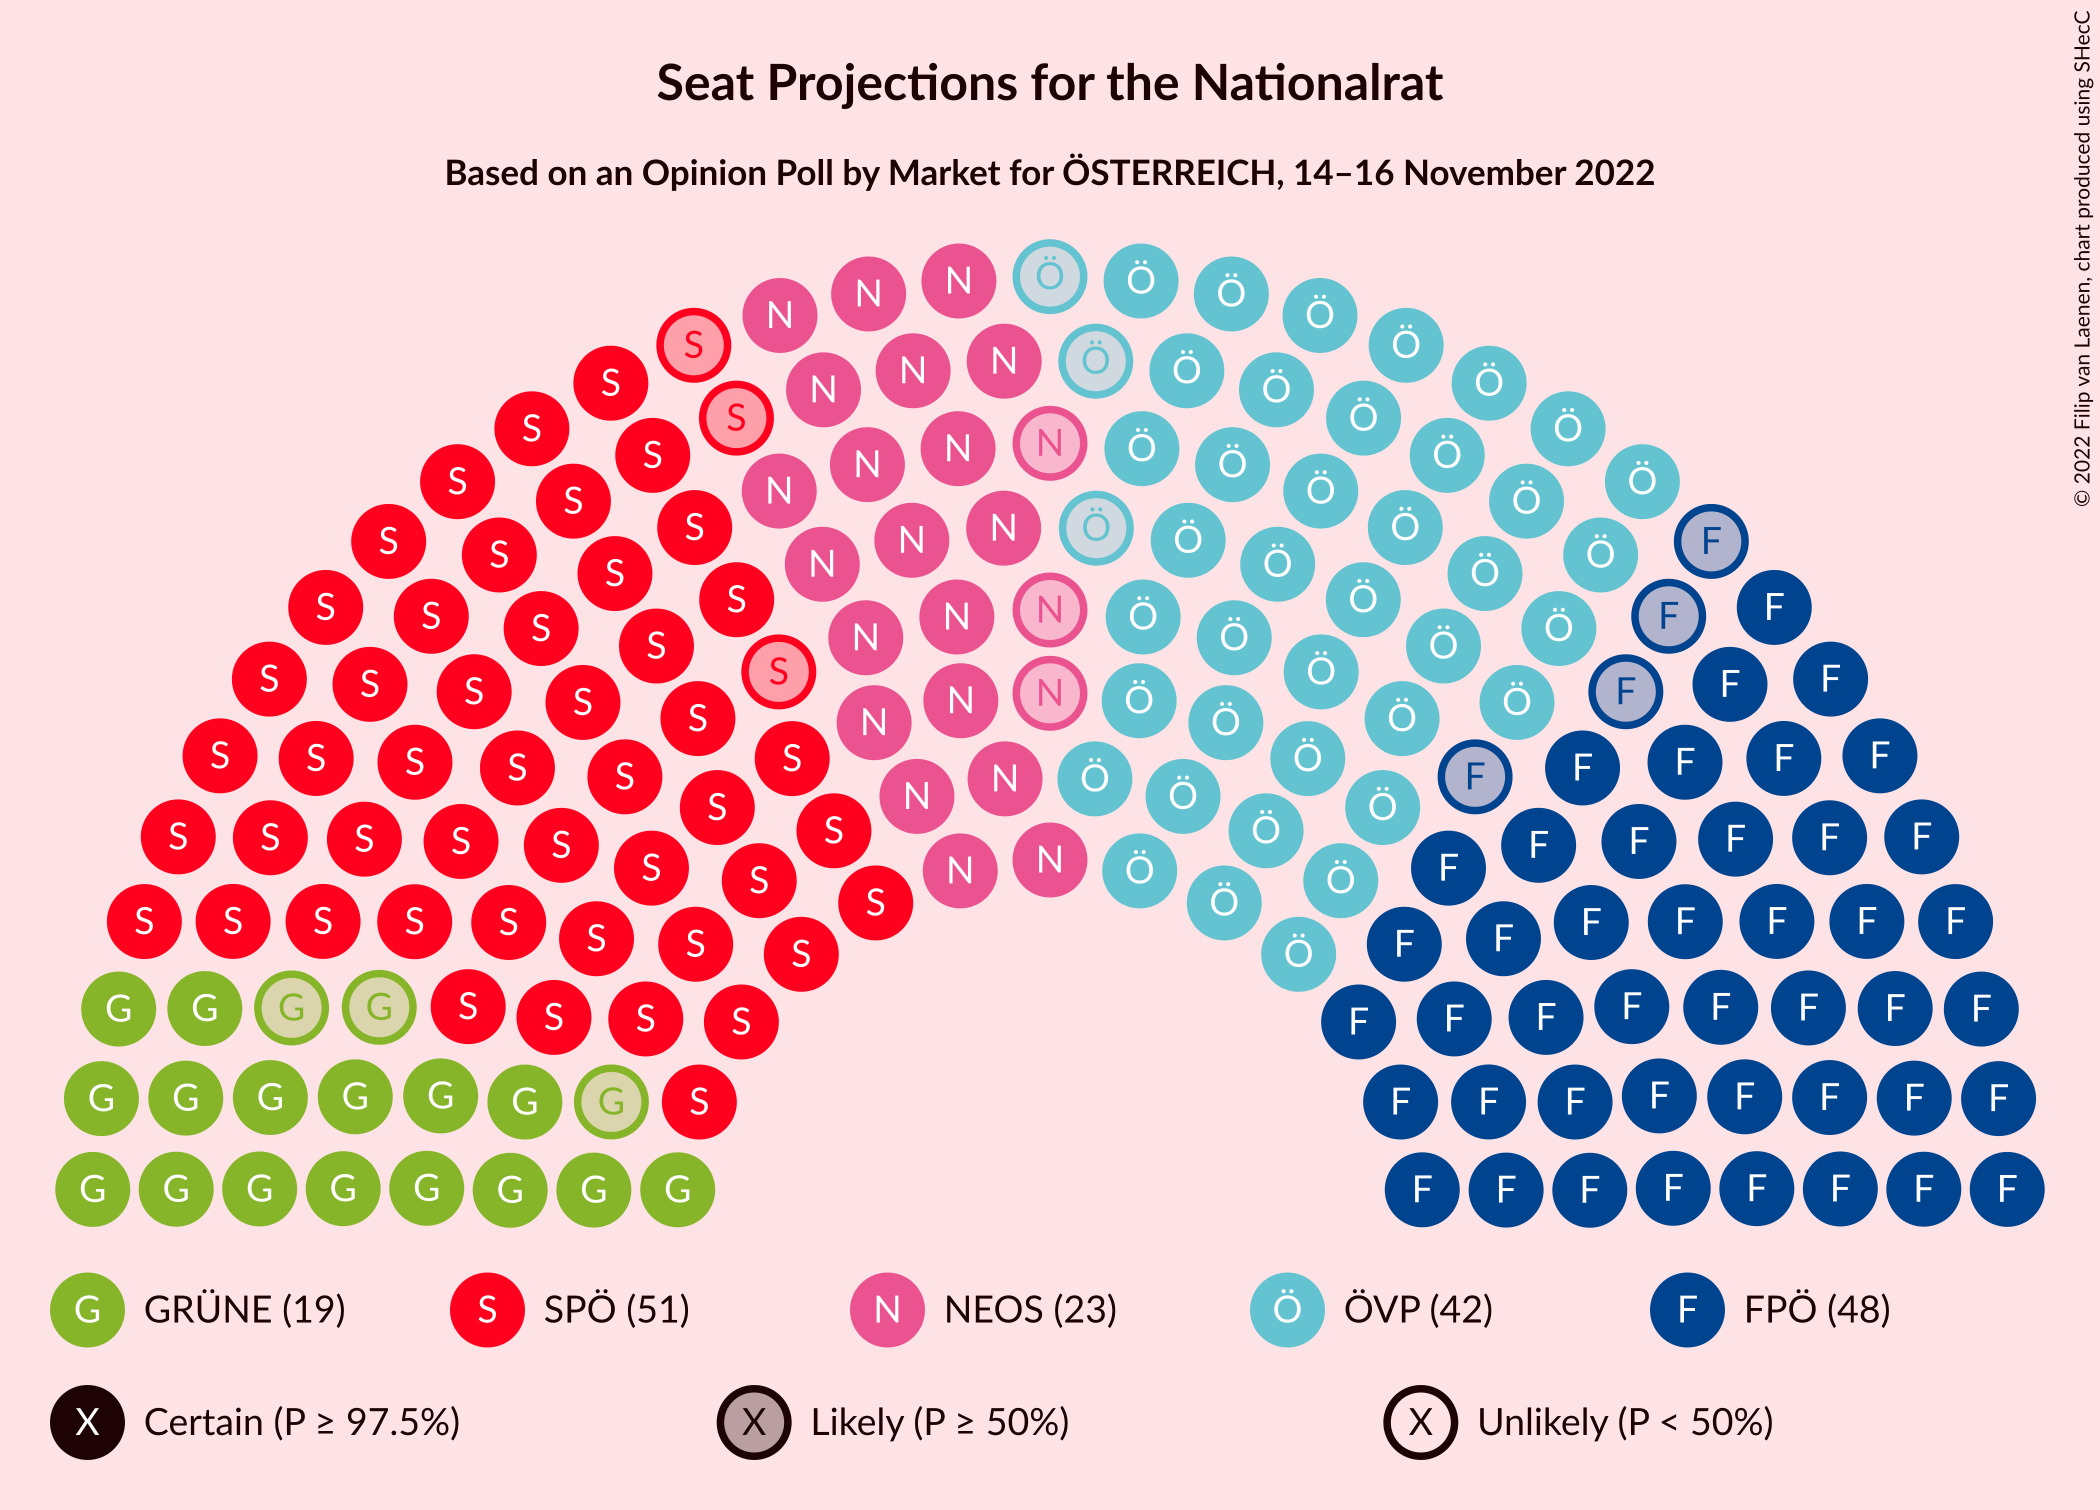 Seat Projections for the Nationalrat
Based on an Opinion Poll by Market for ÖSTERREICH, 14–16 November 2022
© 2022 Filip van Laenen, chart produced using SHecC
N N N Ö Ö Ö Ö Ö
S S N N N Ö Ö Ö Ö Ö
G GRÜNE (19) S SPÖ (51) N NEOS (23) Ö ÖVP (42) F FPÖ (48)
X Certain (P ≥ 97.5%) X Likely (P ≥ 50%) X Unlikely (P < 50%)